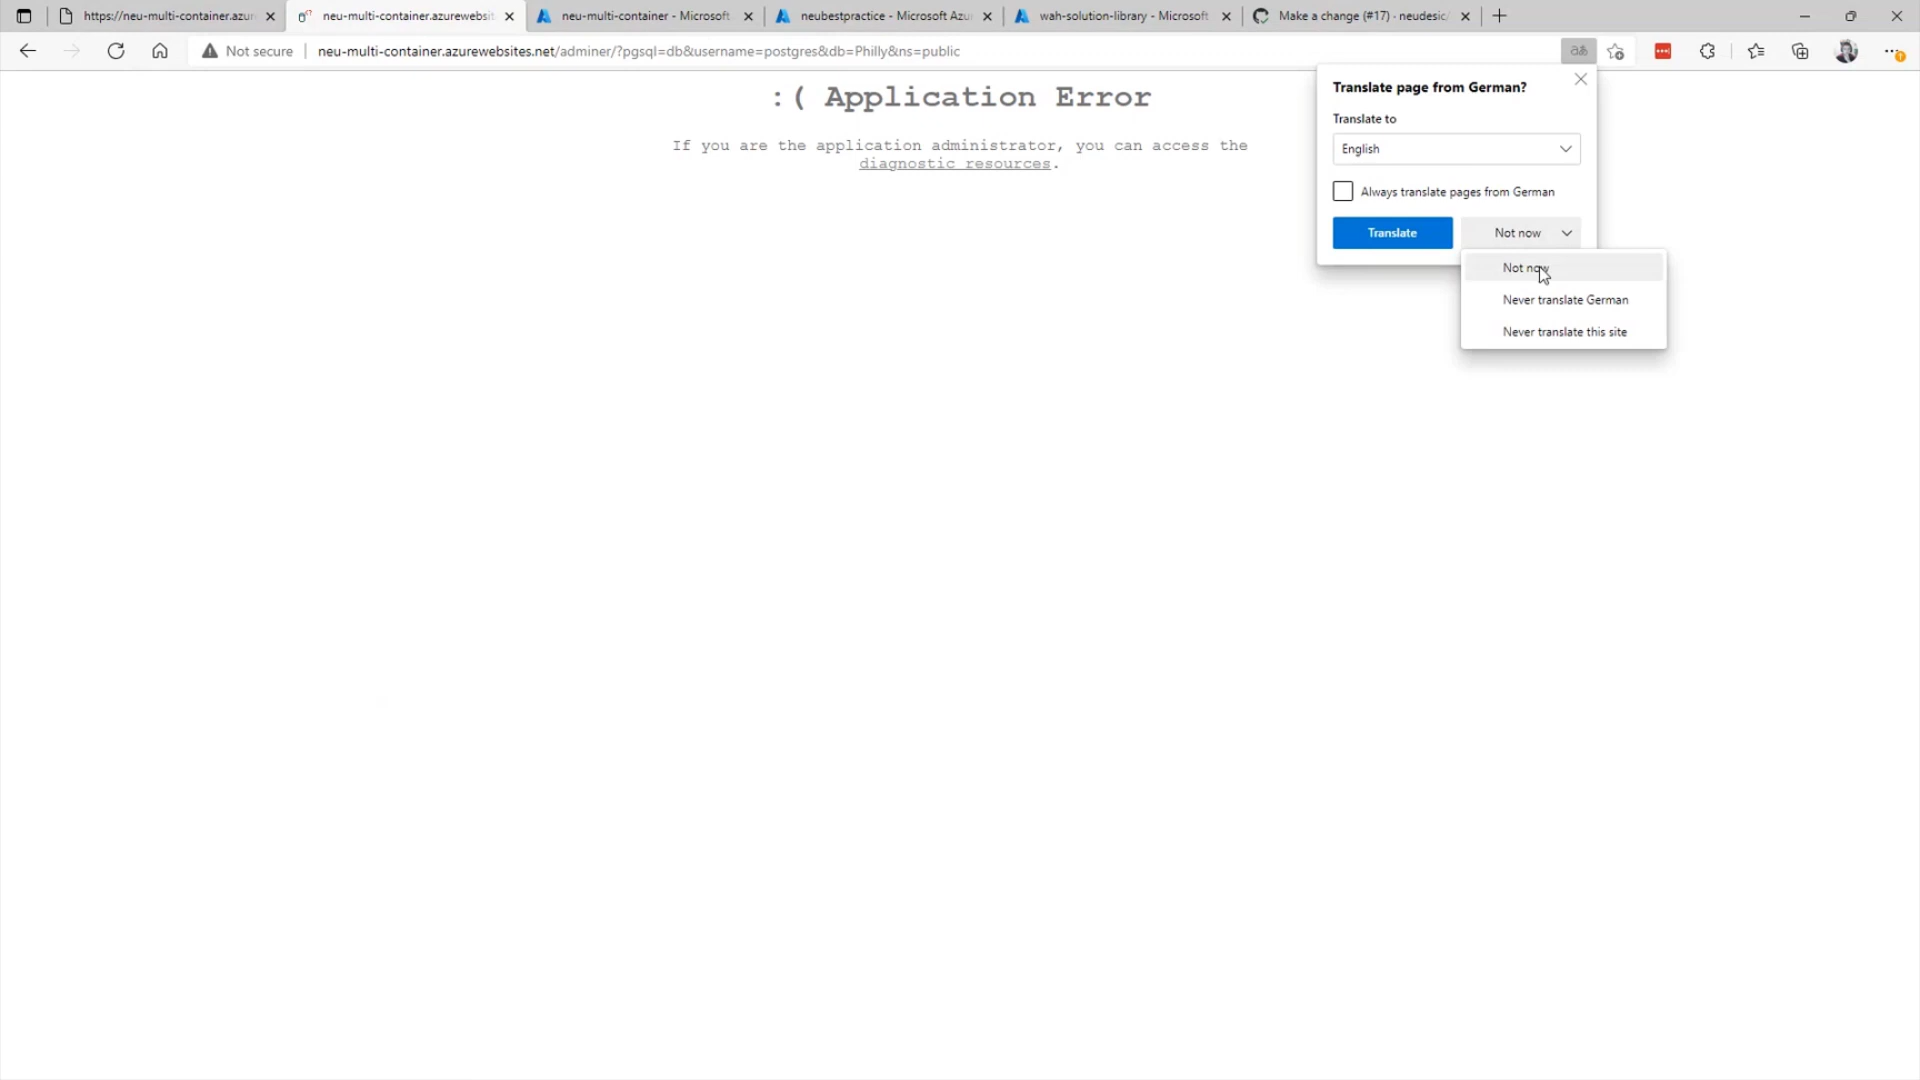 https://neu-multi-container.azur
neu-multi-container.azurewebsit
neu-multi-container - Microsoft
neubestpractice - Microsoft Azu
wah-solution-library - Microsoft
Make a change (#17) · neudesic/
Not secure
neu-multi-container.azurewebsites.net/adminer/?pgsql=db&username=postgres&db=Philly&ns=public
:( Application Error
If you are the application administrator, you can access the
diagnostic resources.
Translate page from German?
Translate to
English
Always translate pages from German
Translate
Not now
Not now
Never translate German
Never translate this site